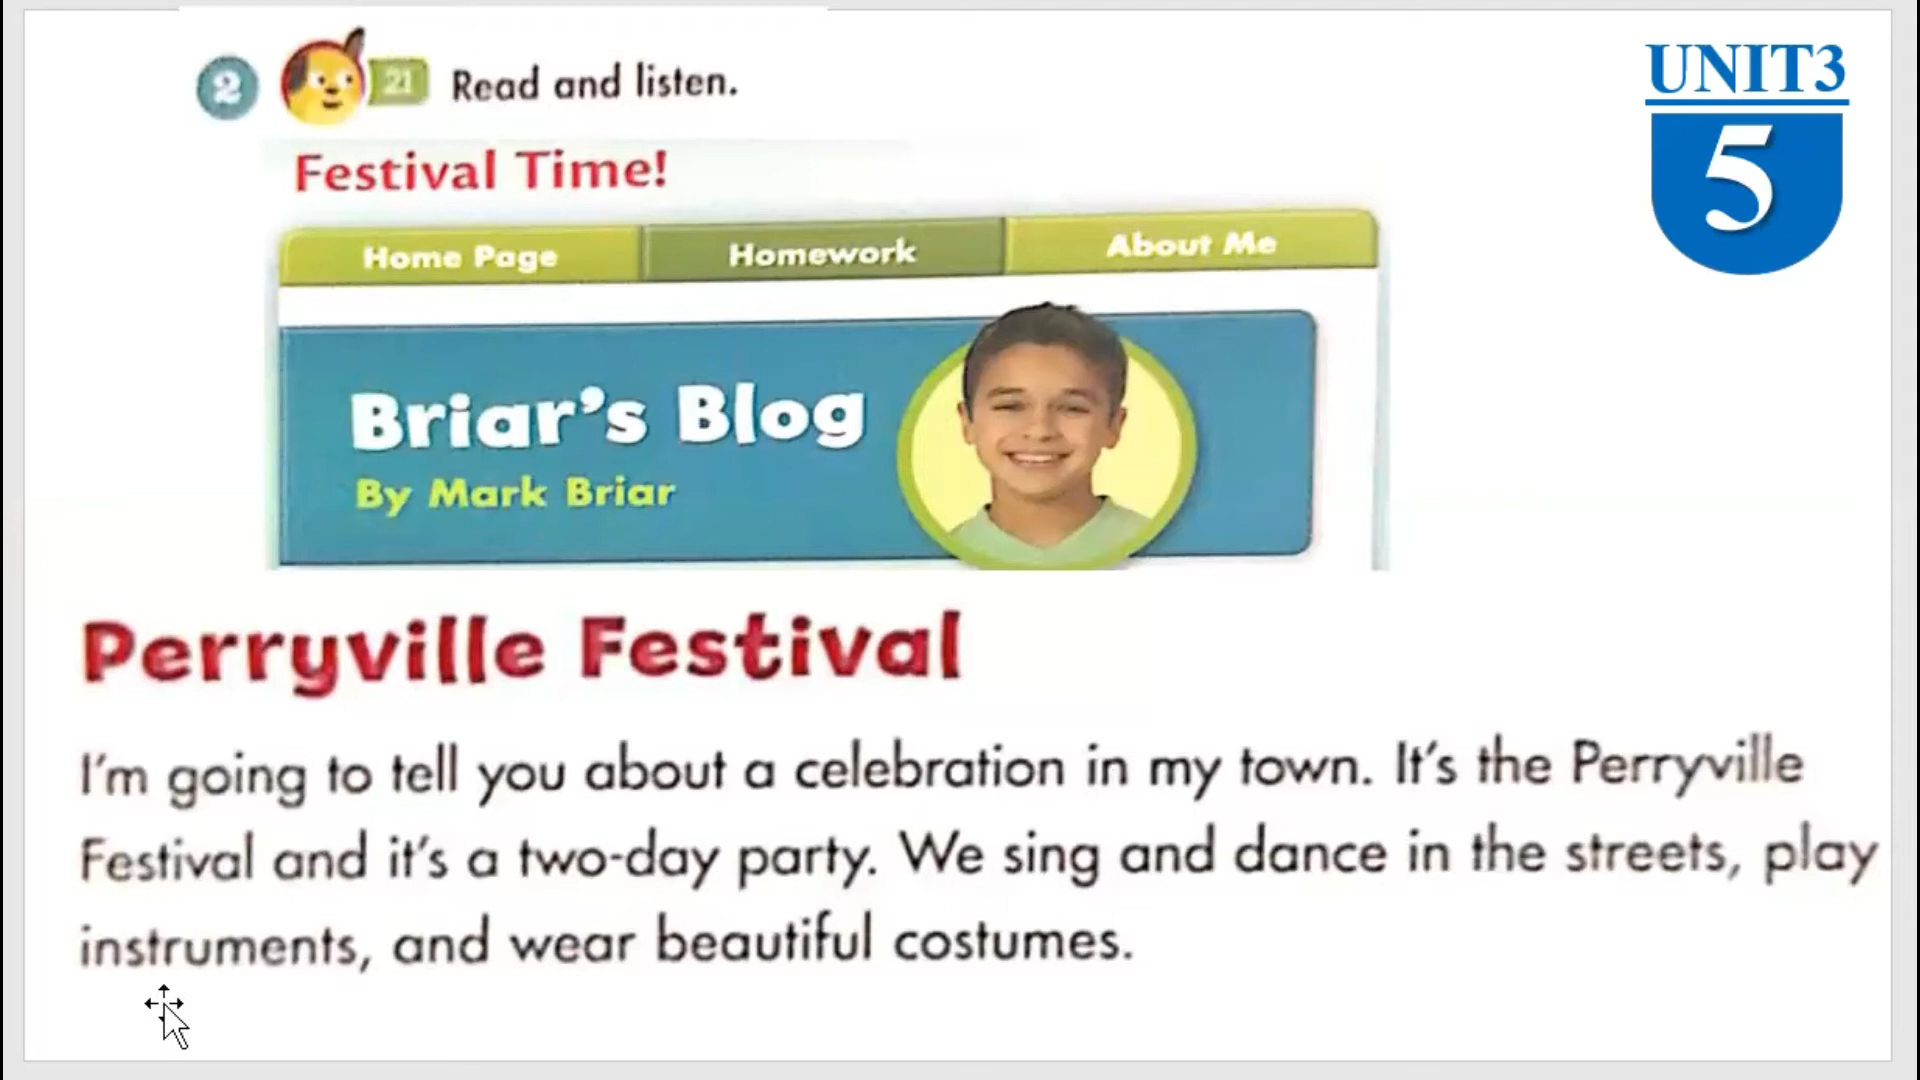 2 21 Read and listen.
UNIT3
5
Festival Time!
Home Page Homework About Me
Briar's Blog
By Mark Briar
Perryville Festival
I'm going to tell you about a celebration in my town. It's the Perryville
Festival and it's a two-day party. We sing and dance in the streets, play
instruments, and wear beautiful costumes.